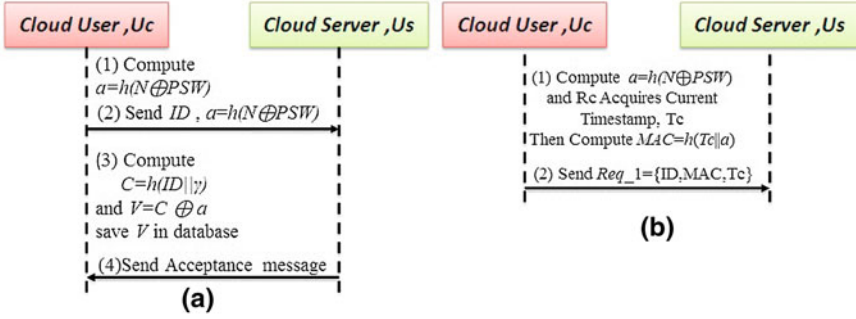 Cloud User ,Uc
Cloud Server ,Us
(1) Compute
a=h(N⊕PSW)
(2) Send ID , a=h(N⊕PSW)
(3) Compute
C=h(ID||γ)
and V=C ⊕ a
save V in database
(4)Send Acceptance message
(a)
Cloud User ,Uc
Cloud Server ,Us
(1) Compute a=h(N⊕PSW)
and Rc Acquires Current
Timestamp, Tc
Then Compute MAC=h(Tc||a)
(2) Send Req_1={ID,MAC,Tc}
(b)